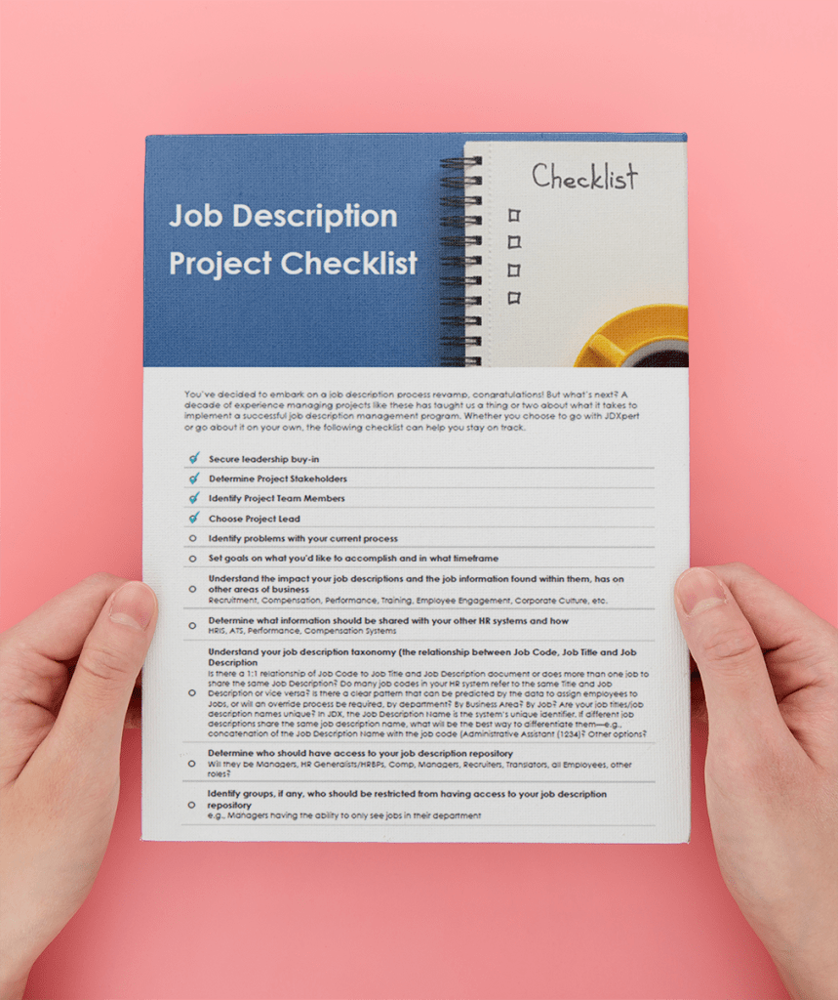 Job Description
Project Checklist
Checklist
You've decided to embark on a job description process revamp, congratulations! But what's next? A
decade of experience managing projects like these has taught us a thing or two about what it takes to
implement a successful job description management program. Whether you choose to go with JDXpert
or go about it on your own, the following checklist can help you stay on track.
Secure leadership buy-in
Determine Project Stakeholders
Identify Project Team Members
Choose Project Lead
Identify problems with your current process
Set goals on what you'd like to accomplish and in what timeframe
Understand the impact your job descriptions and the job information found within them, has on
other areas of business
Recruitment, Compensation, Performance, Training, Employee Engagement, Corporate Culture, etc.
Determine what information should be shared with your other HR systems and how
HRIS, ATS, Performance, Compensation Systems
Understand your job description taxonomy (the relationship between Job Code, Job Title and Job
Description
Is there a 1:1 relationship of Job Code to Job Title and Job Description document or does more than one job to
share the same Job Description? Do many job codes in your HR system refer to the same Title and Job
Description or vice versa? Is there a clear pattern that can be predicted by the data to assign employees to
Jobs, or will an override process be required, by department? By Business Area? By Job? Are your job titles/job
description names unique? In JDX, the Job Description Name is the system's unique identifier. If different job
descriptions share the same job description name, what will be the best way to differentiate them—e.g.,
concatenation of the Job Description Name with the job code (Administrative Assistant (1234)? Other options?
Determine who should have access to your job description repository
Will they be Managers, HR Generalists/HRBPs, Comp, Managers, Recruiters, Translators, all Employees, other
roles?
Identify groups, if any, who should be restricted from having access to your job description
repository
e.g., Managers having the ability to only see jobs in their department